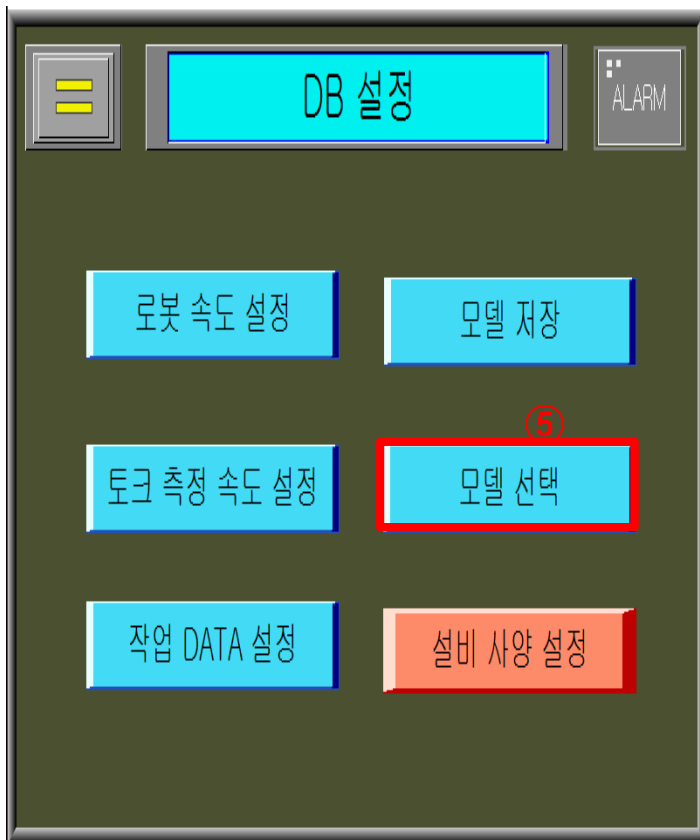 DB 설정
ALARM
로봇 속도 설정
모델 저장
⑤
토크 측정 속도 설정
모델 선택
작업 DATA 설정
설비 사양 설정